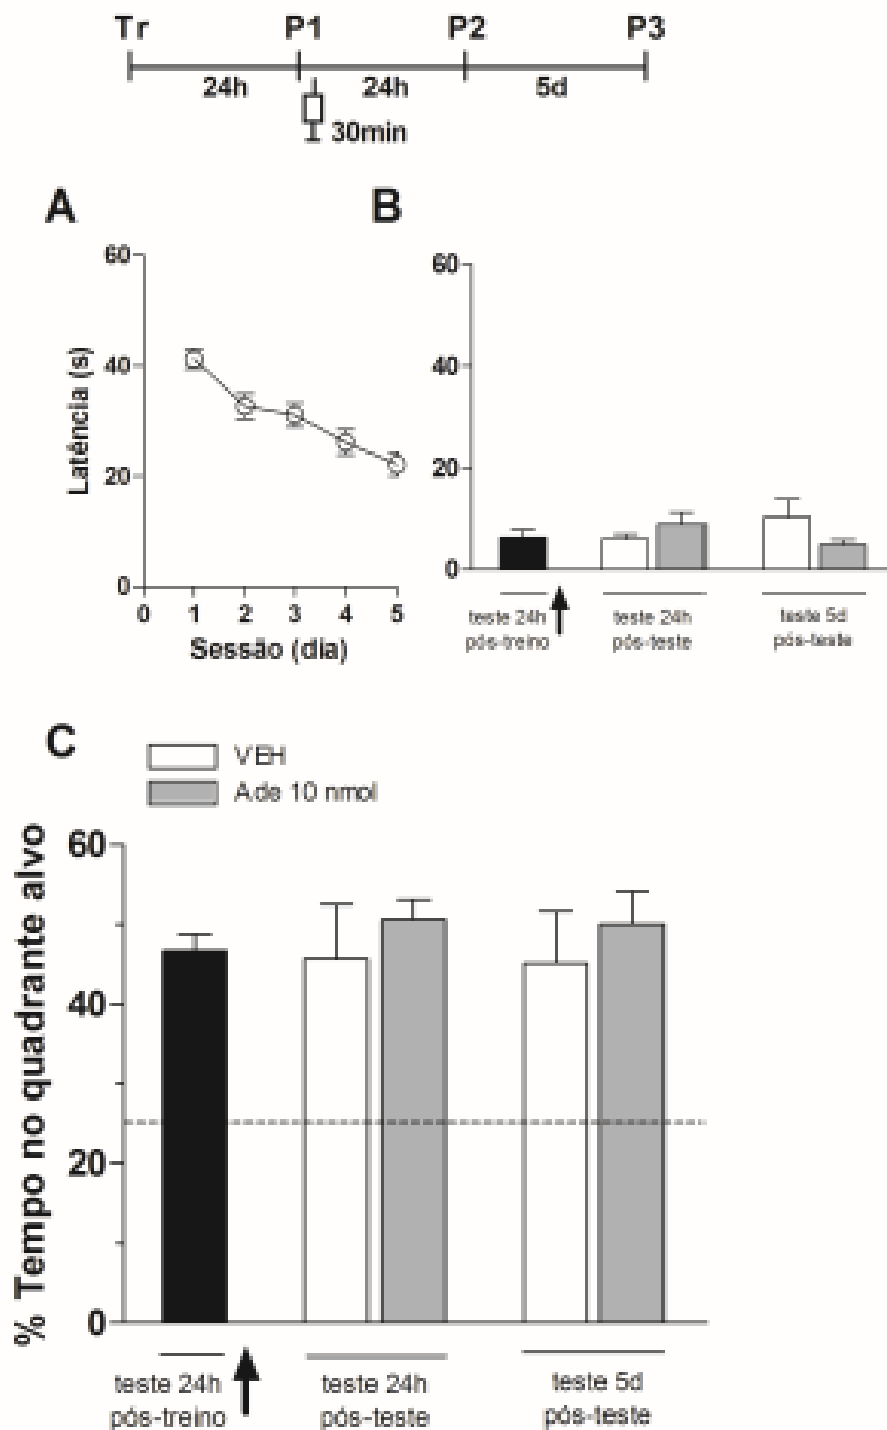 Tr P1 P2 P3
24h 24h 5d
30min
A
60
40
20
0
Latência (s)
0 1 2 3 4 5
Sessão (dia)
B
60
40
20
0
teste 24h
pós-treino
teste 24h
pós-teste
teste 5d
pós-teste
C
VEH
Ade 10 nmol
% Tempo no quadrante alvo
60
40
20
0
teste 24h
pós-treino
teste 24h
pós-teste
teste 5d
pós-teste